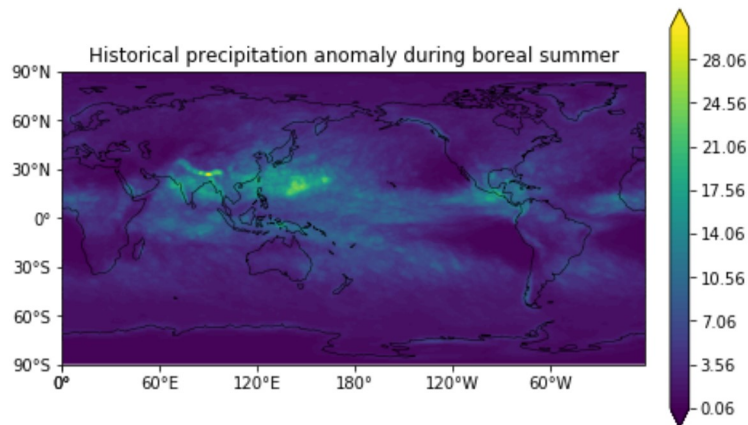 Historical precipitation anomaly during boreal summer
90°N
60°N
30°N
0°
30°S
60°S
90°S
0° 60°E 120°E 180° 120°W 60°W
28.06
24.56
21.06
17.56
14.06
10.56
7.06
3.56
0.06